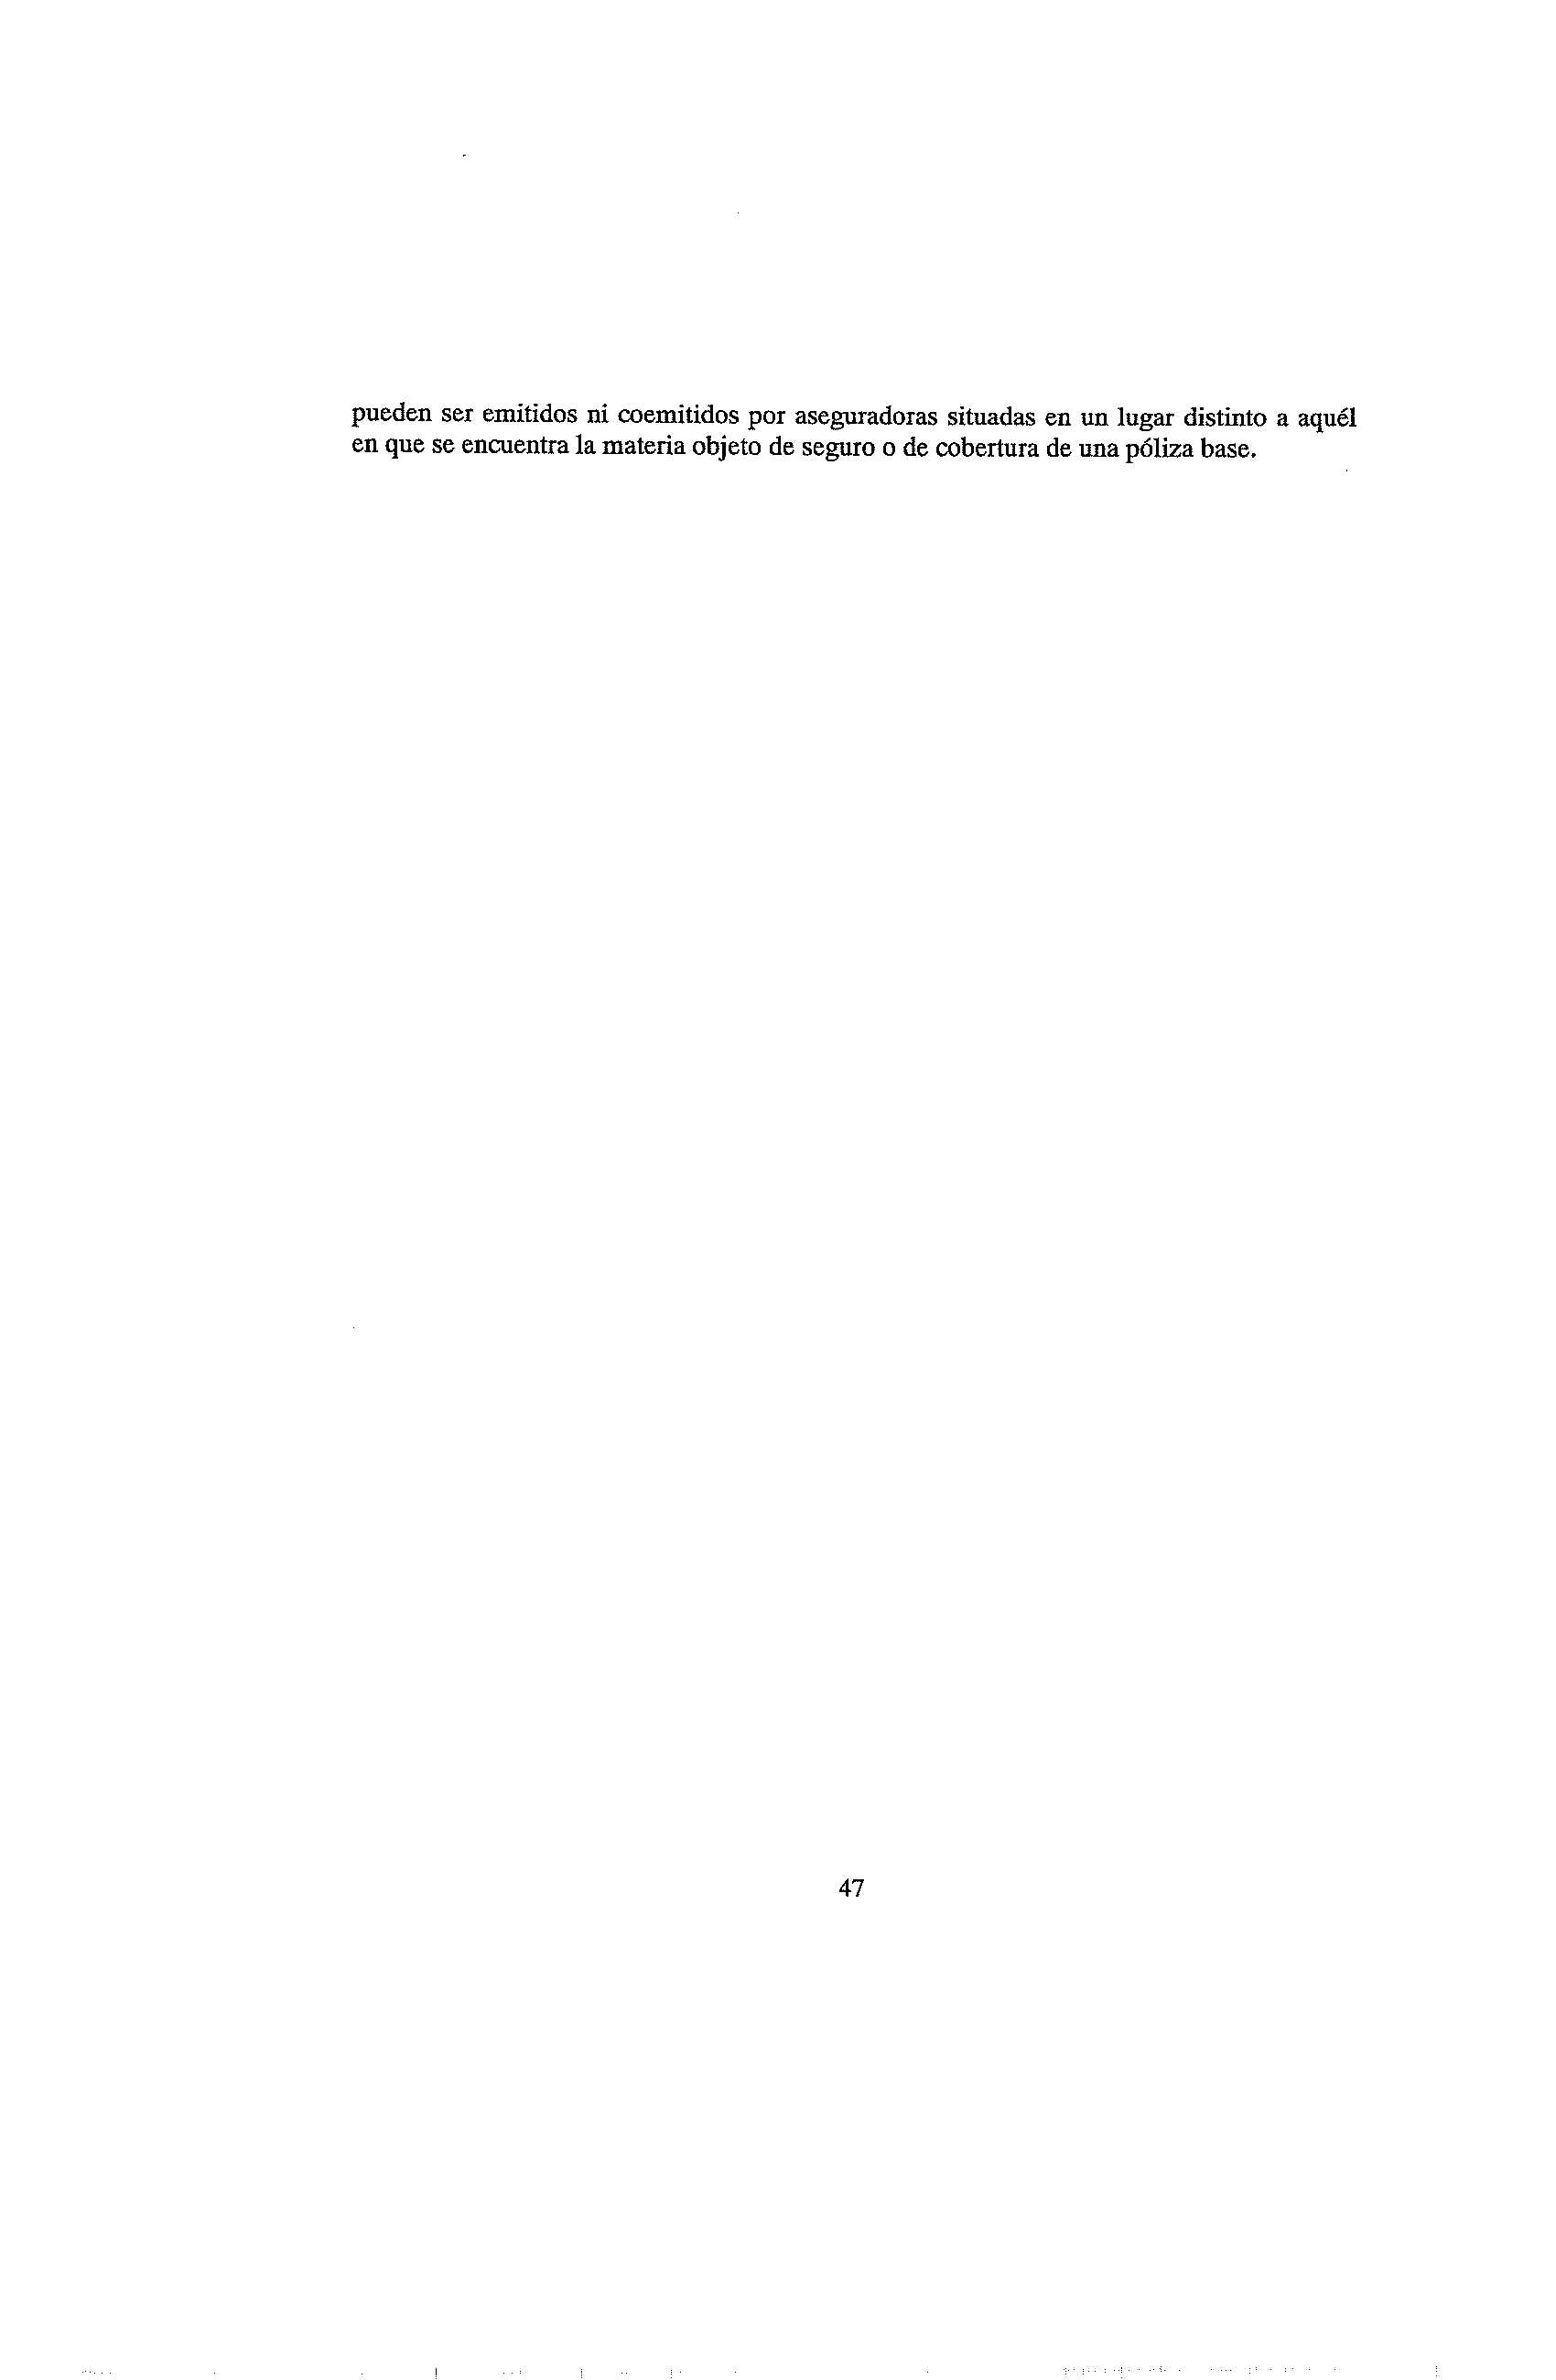 pueden ser emitidos ni coemitidos por aseguradoras situadas en un lugar distinto a aquél
en que se encuentra la materia objeto de seguro o de cobertura de una póliza base.
47